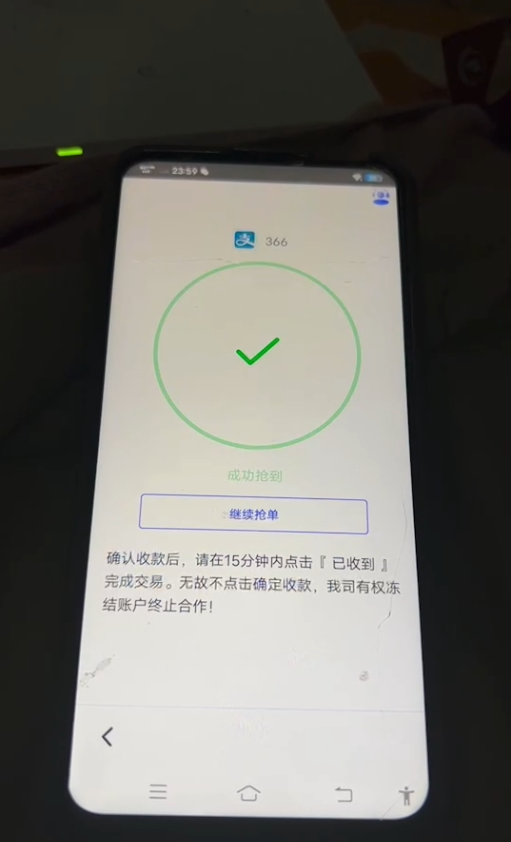 23:59
366
成功抢到
继续抢单
确认收款后，请在15分钟内点击『 已收到 』
完成交易。无故不点击确定收款，我司有权冻
结账户终止合作！